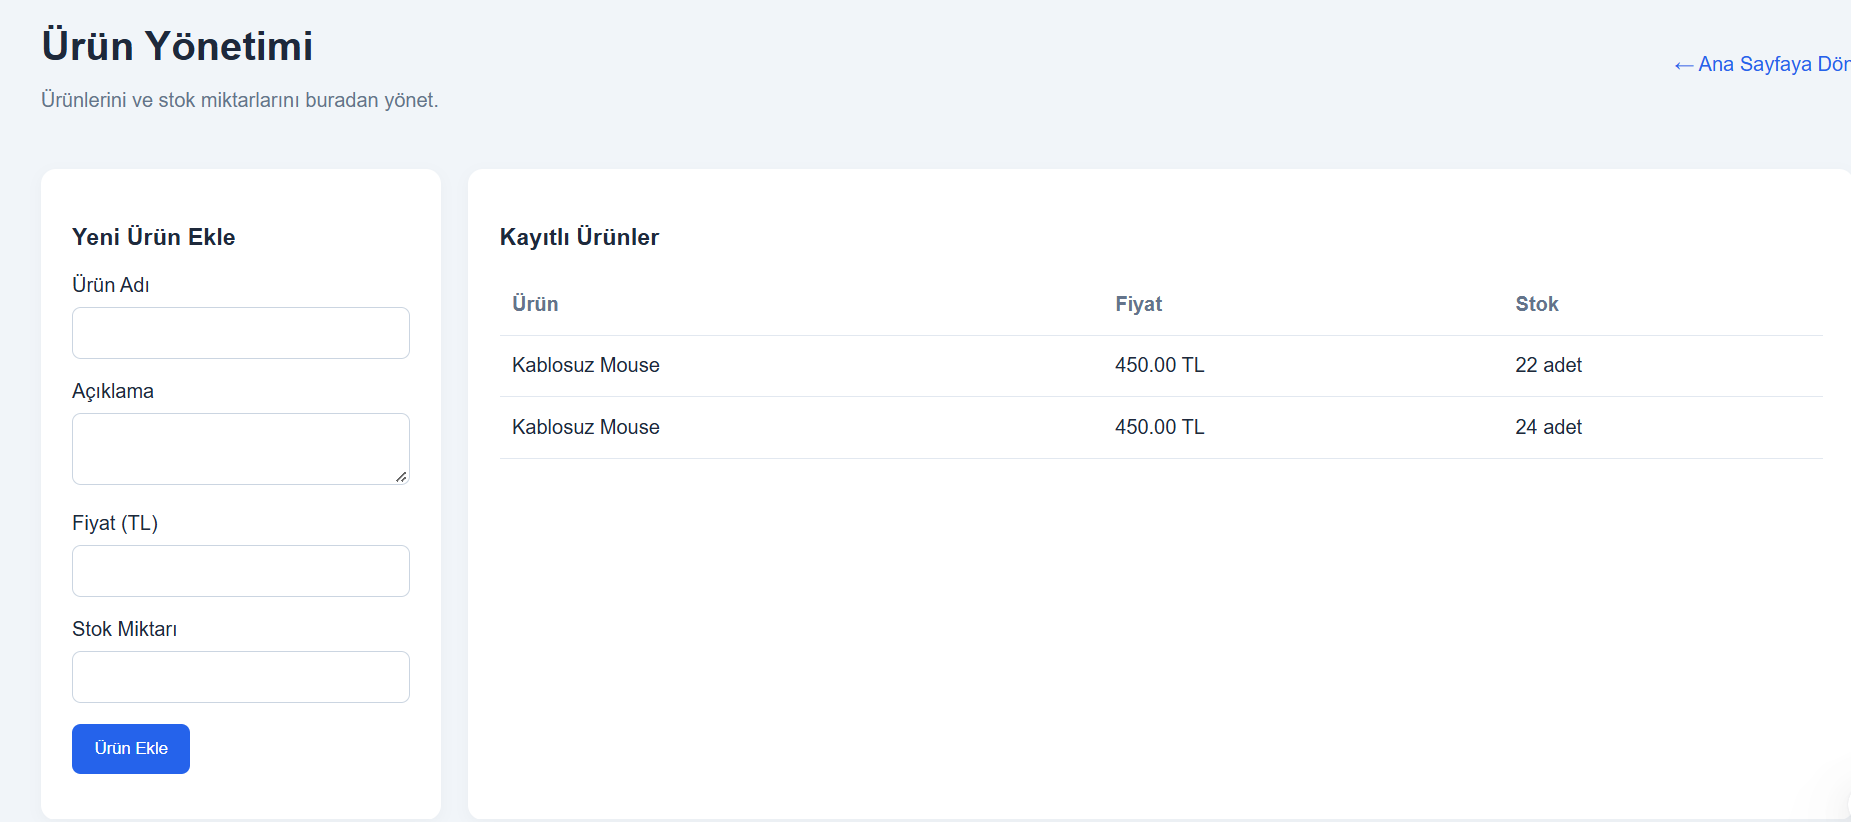 Ürün Yönetimi
← Ana Sayfaya Dön
Ürünlerini ve stok miktarlarını buradan yönet.
Yeni Ürün Ekle
Ürün Adı
Açıklama
Fiyat (TL)
Stok Miktarı
Ürün Ekle
Kayıtlı Ürünler
Ürün Fiyat Stok
Kablosuz Mouse 450.00 TL 22 adet
Kablosuz Mouse 450.00 TL 24 adet